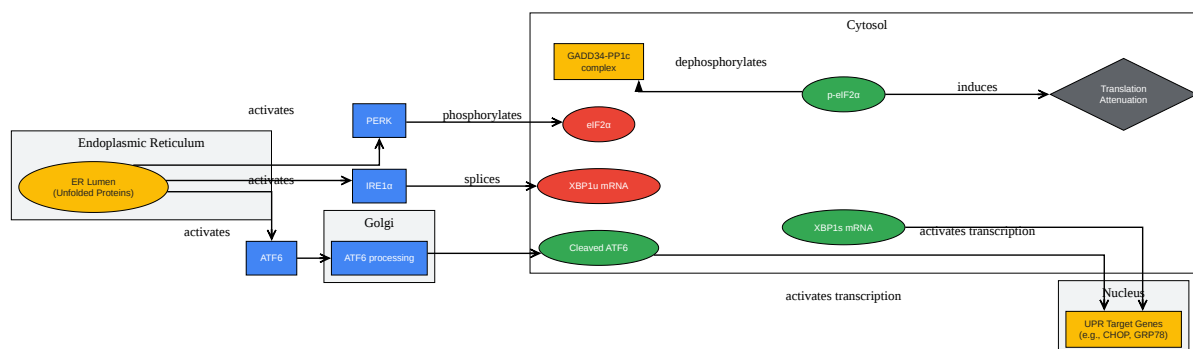 Cytosol
GADD34-PP1c
complex
dephosphorylates
p-eIF2α
induces
Translation
Attenuation
activates
PERK
phosphorylates
eIF2α
Endoplasmic Reticulum
ER Lumen
(Unfolded Proteins)
activates
IRE1α
splices
XBP1u mRNA
Golgi
activates
XBP1s mRNA
activates transcription
ATF6
ATF6 processing
Cleaved ATF6
activates transcription
Nucleus
UPR Target Genes
(e.g., CHOP, GRP78)